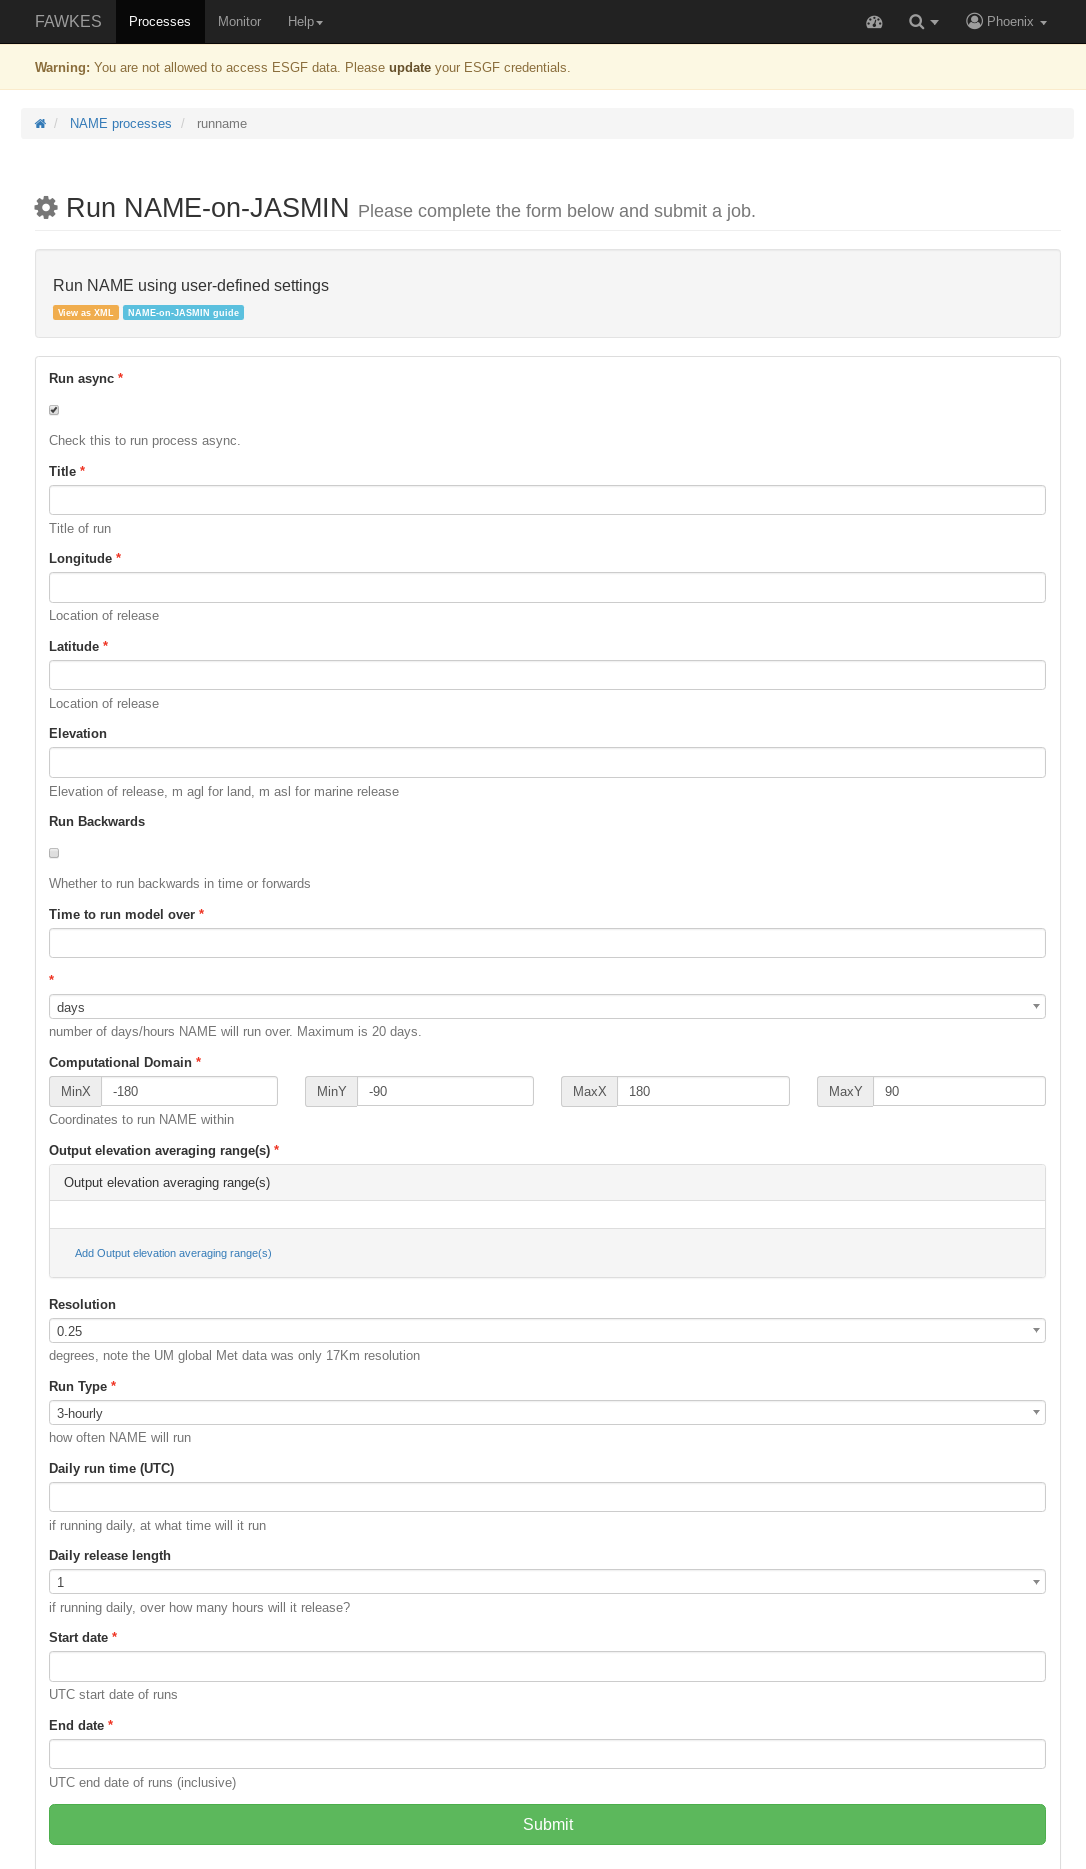 FAWKES Processes Monitor Help Phoenix
Warning: You are not allowed to access ESGF data. Please update your ESGF credentials.
/ NAME processes / runname
Run NAME-on-JASMIN Please complete the form below and submit a job.
Run NAME using user-defined settings
View as XML NAME-on-JASMIN guide
Run async *
Check this to run process async.
Title *
Title of run
Longitude *
Location of release
Latitude *
Location of release
Elevation
Elevation of release, m agl for land, m asl for marine release
Run Backwards
Whether to run backwards in time or forwards
Time to run model over *
*
days
number of days/hours NAME will run over. Maximum is 20 days.
Computational Domain *
MinX -180 MinY -90 MaxX 180 MaxY 90
Coordinates to run NAME within
Output elevation averaging range(s) *
Output elevation averaging range(s)
Add Output elevation averaging range(s)
Resolution
0.25
degrees, note the UM global Met data was only 17Km resolution
Run Type *
3-hourly
how often NAME will run
Daily run time (UTC)
if running daily, at what time will it run
Daily release length
1
if running daily, over how many hours will it release?
Start date *
UTC start date of runs
End date *
UTC end date of runs (inclusive)
Submit